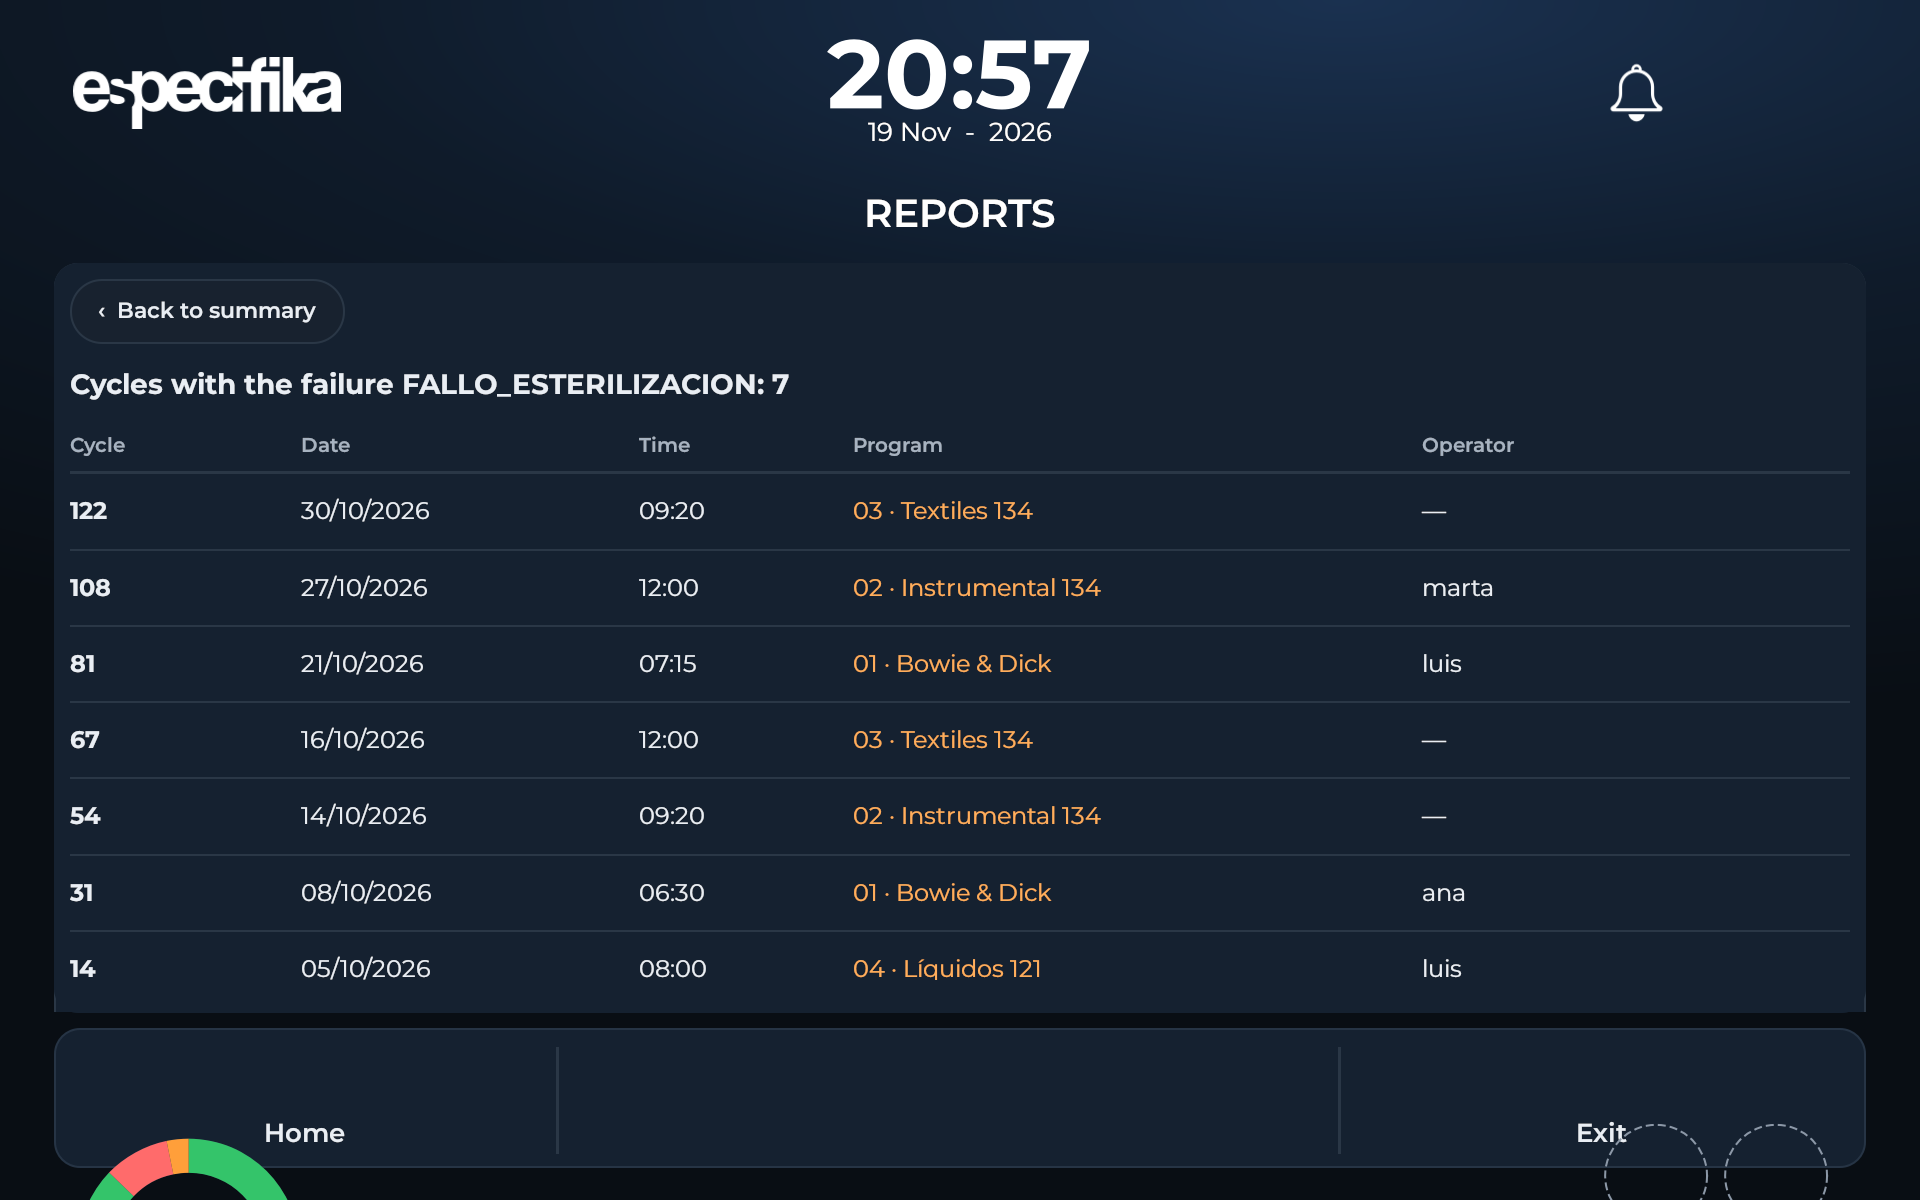 especifika
20:57
19 Nov - 2026
REPORTS
‹ Back to summary
Cycles with the failure FALLO_ESTERILIZACION: 7
Cycle Date Time Program Operator
122 30/10/2026 09:20 03 · Textiles 134 —
108 27/10/2026 12:00 02 · Instrumental 134 marta
81 21/10/2026 07:15 01 · Bowie & Dick luis
67 16/10/2026 12:00 03 · Textiles 134 —
54 14/10/2026 09:20 02 · Instrumental 134 —
31 08/10/2026 06:30 01 · Bowie & Dick ana
14 05/10/2026 08:00 04 · Líquidos 121 luis
Home Exit